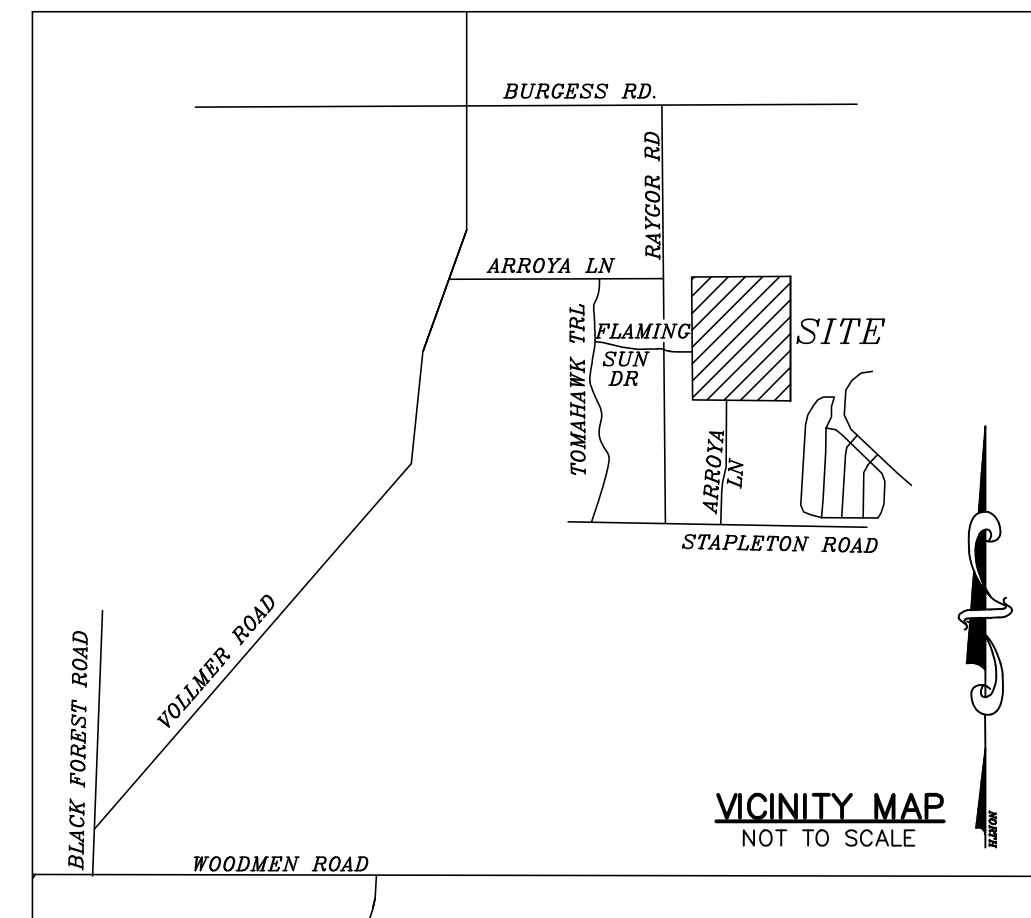 BURGESS RD.
RAYGOR RD
ARROYA LN
FLAMING
SUN
DR
TOMAHAWK TRL
SITE
ARROYA
LN
STAPLETON ROAD
VOLLMER ROAD
BLACK FOREST ROAD
VICINITY MAP
NOT TO SCALE
NORTH
WOODMEN ROAD